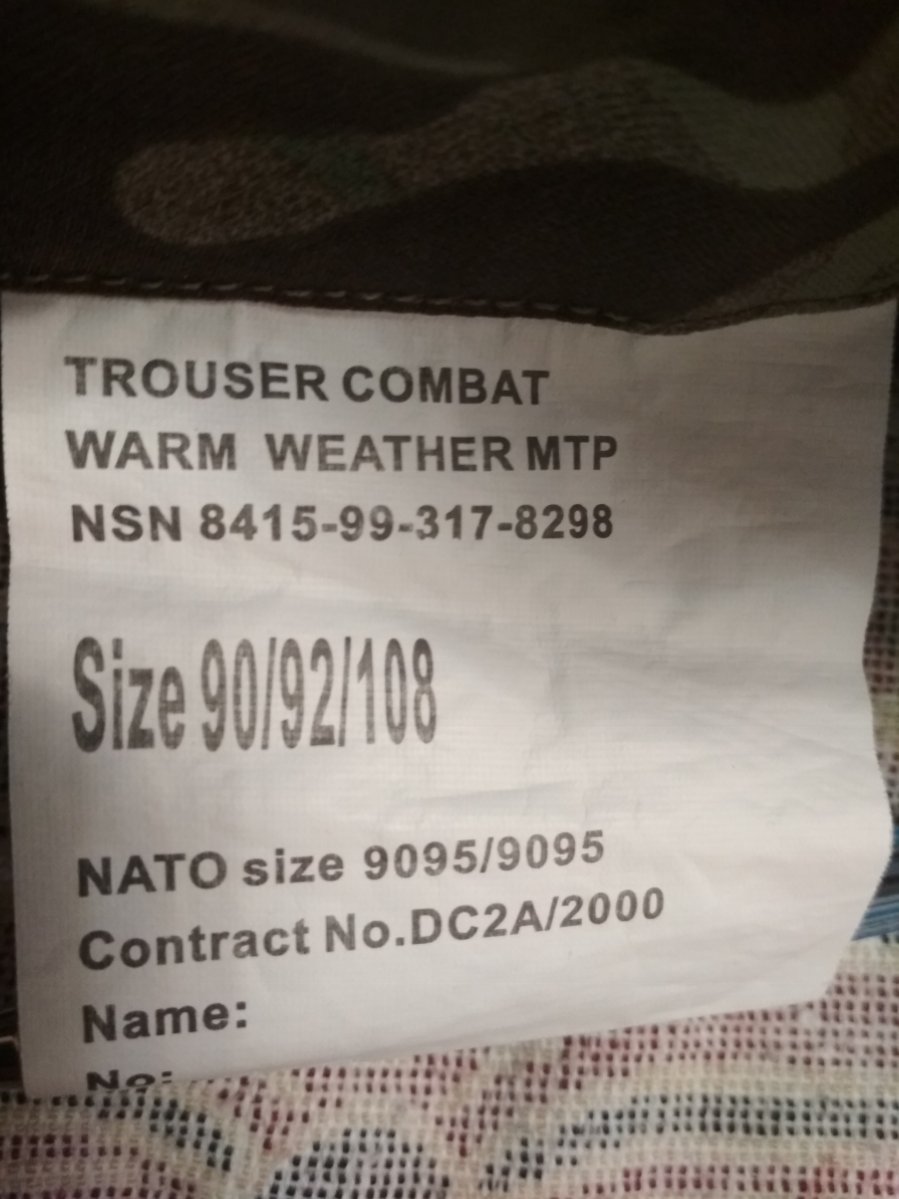 TROUSER COMBAT
WARM WEATHER MTP
NSN 8415-99-317-8298
Size 90/92/108
NATO size 9095/9095
Contract No.DC2A/2000
Name:
No: